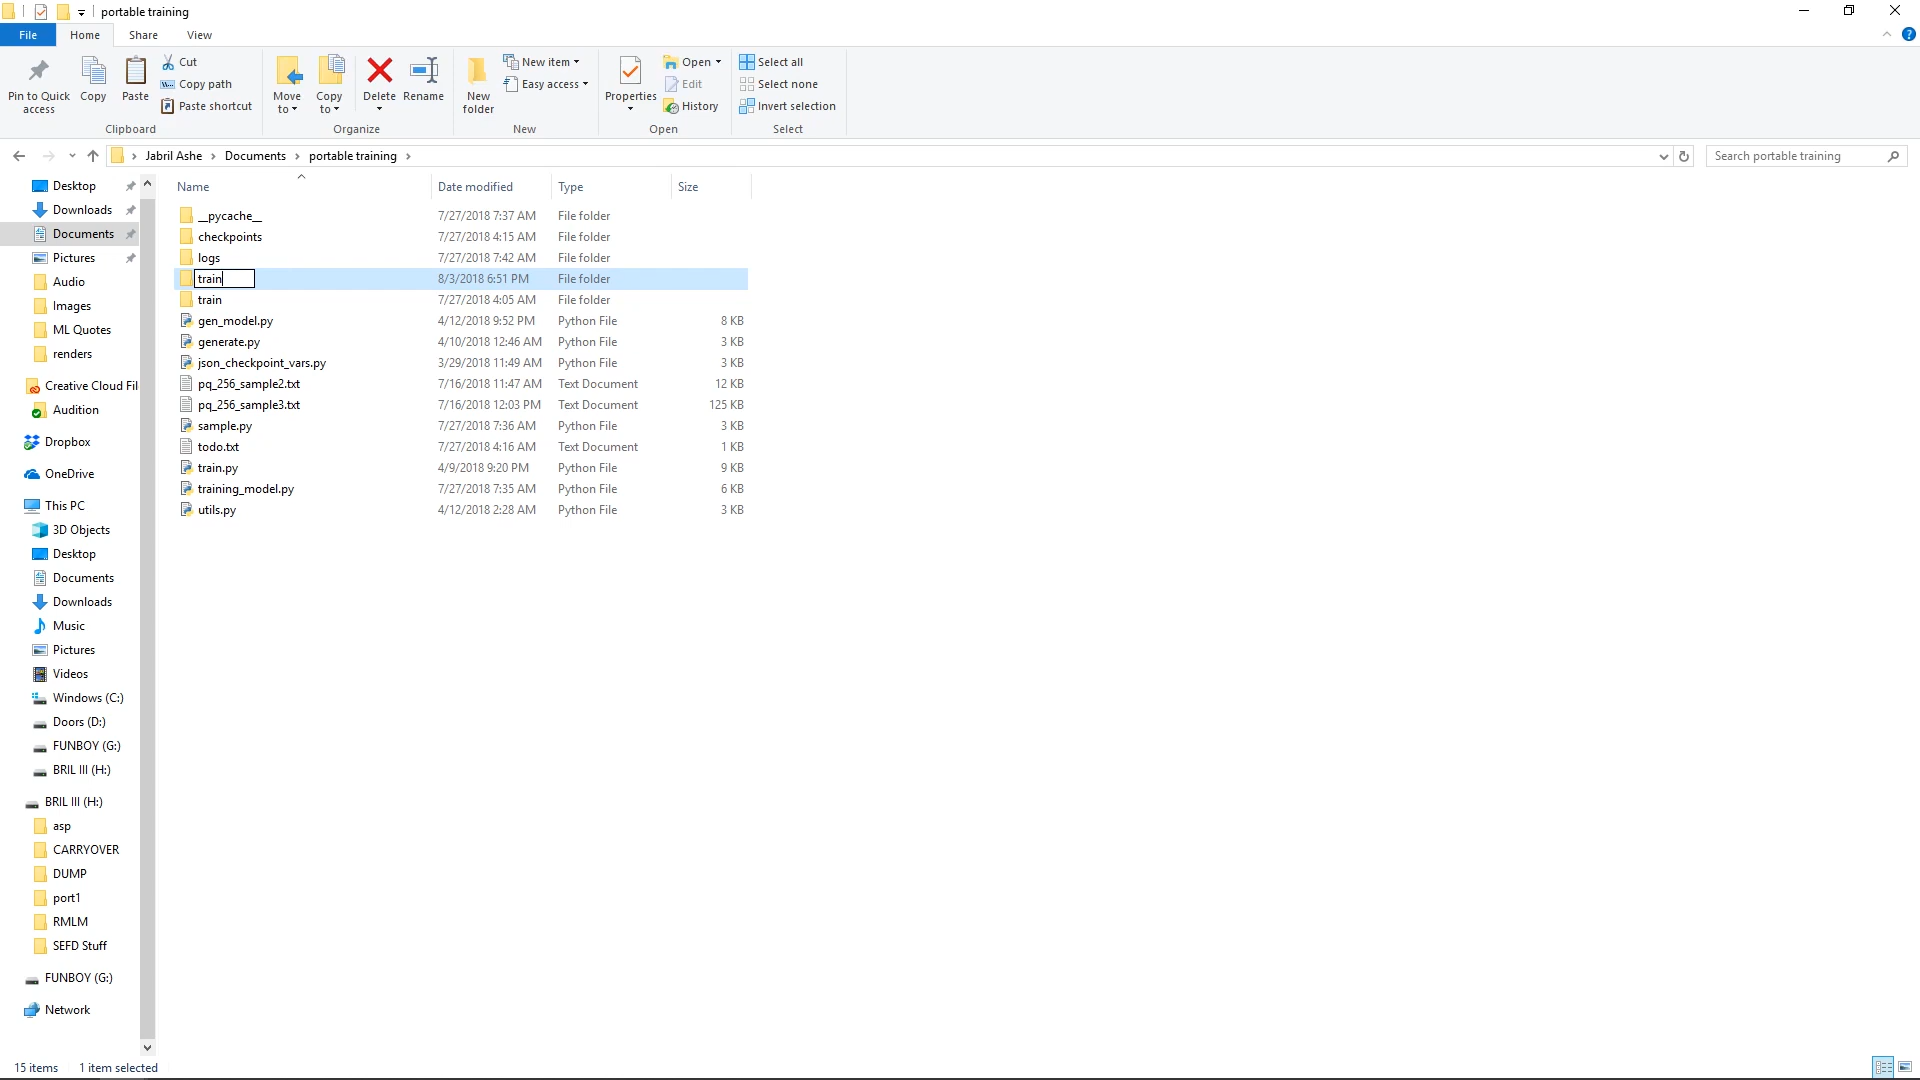 portable training
File
Home
Share
View
Pin to Quick
access
Copy
Paste
Cut
Copy path
Paste shortcut
Clipboard
Move
to
Copy
to
Delete
Rename
Organize
New
folder
New item
Easy access
New
Properties
Open
Edit
History
Open
Select all
Select none
Invert selection
Select
Jabril Ashe
Documents
portable training
Search portable training
Desktop
Downloads
Documents
Pictures
Audio
Images
ML Quotes
renders
Creative Cloud Fil
Audition
Dropbox
OneDrive
This PC
3D Objects
Desktop
Documents
Downloads
Music
Pictures
Videos
Windows (C:)
Doors (D:)
FUNBOY (G:)
BRIL III (H:)
BRIL III (H:)
asp
CARRYOVER
DUMP
port1
RMLM
SEFD Stuff
FUNBOY (G:)
Network
Name Date modified Type Size
__pycache__ 7/27/2018 7:37 AM File folder
checkpoints 7/27/2018 4:15 AM File folder
logs 7/27/2018 7:42 AM File folder
train 8/3/2018 6:51 PM File folder
train 7/27/2018 4:05 AM File folder
gen_model.py 4/12/2018 9:52 PM Python File 8 KB
generate.py 4/10/2018 12:46 AM Python File 3 KB
json_checkpoint_vars.py 3/29/2018 11:49 AM Python File 3 KB
pq_256_sample2.txt 7/16/2018 11:47 AM Text Document 12 KB
pq_256_sample3.txt 7/16/2018 12:03 PM Text Document 125 KB
sample.py 7/27/2018 7:36 AM Python File 3 KB
todo.txt 7/27/2018 4:16 AM Text Document 1 KB
train.py 4/9/2018 9:20 PM Python File 9 KB
training_model.py 7/27/2018 7:35 AM Python File 6 KB
utils.py 4/12/2018 2:28 AM Python File 3 KB
15 items 1 item selected